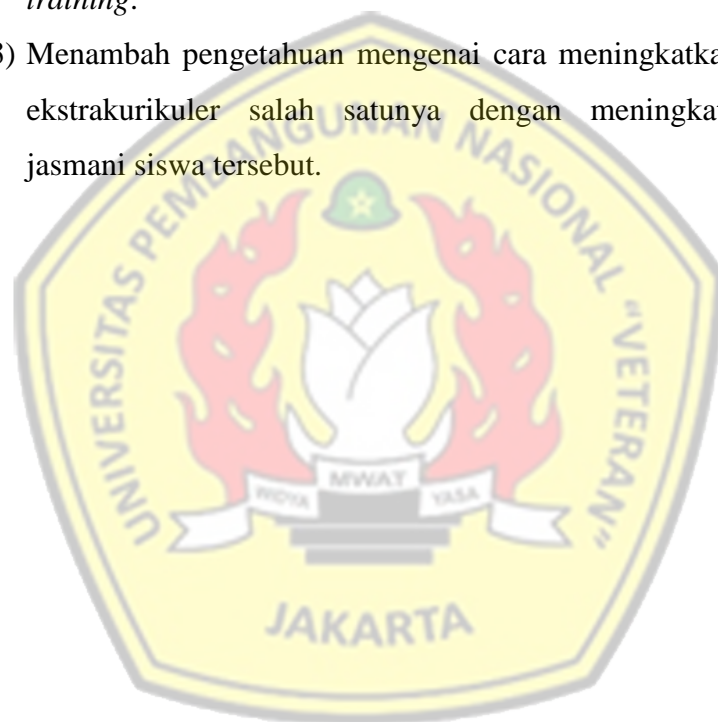 training.
3) Menambah pengetahuan mengenai cara meningkatka
ekstrakurikuler salah satunya dengan meningkat
jasmani siswa tersebut.
UNIVERSITAS PEMBANGUNAN NASIONAL "VETERAN"
WIDYA MWAT YASA
JAKARTA